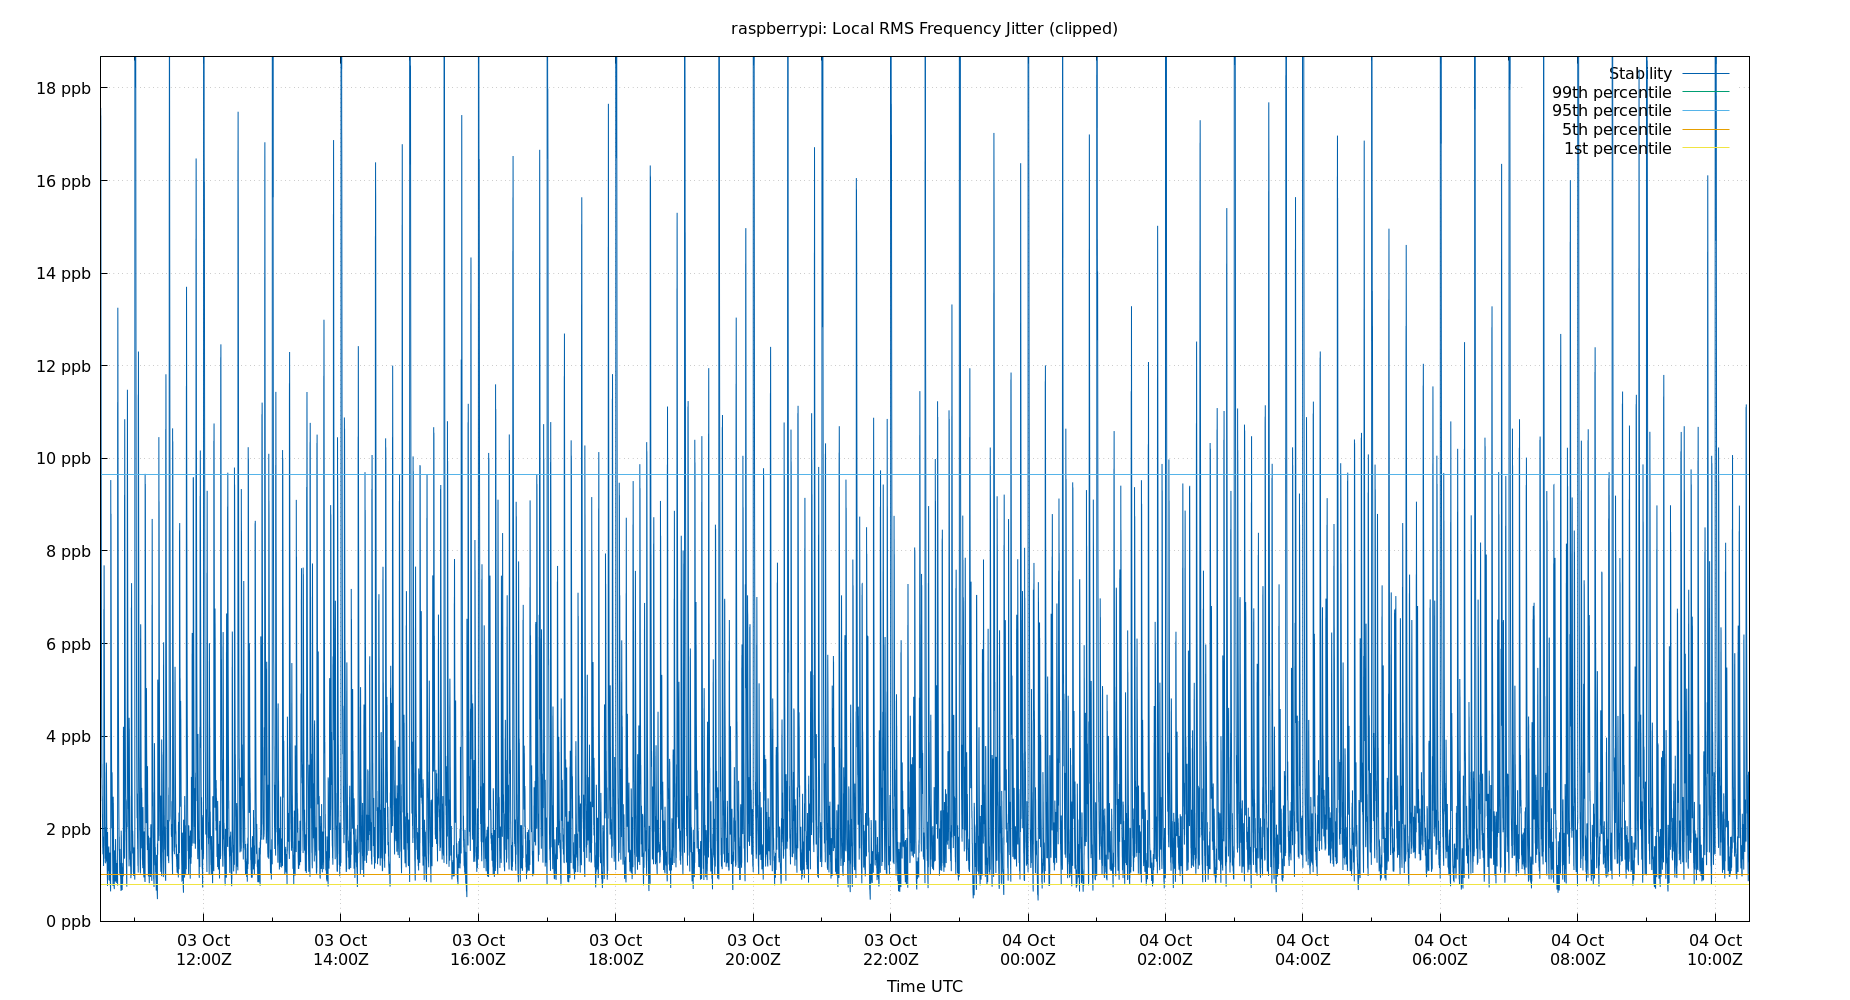 raspberrypi: Local RMS Frequency Jitter (clipped)
Stability
99th percentile
95th percentile
5th percentile
1st percentile
18 ppb
16 ppb
14 ppb
12 ppb
10 ppb
8 ppb
6 ppb
4 ppb
2 ppb
0 ppb
03 Oct 03 Oct 03 Oct 03 Oct 03 Oct 03 Oct 04 Oct 04 Oct 04 Oct 04 Oct 04 Oct 04 Oct
12:00Z 14:00Z 16:00Z 18:00Z 20:00Z 22:00Z 00:00Z 02:00Z 04:00Z 06:00Z 08:00Z 10:00Z
Time UTC